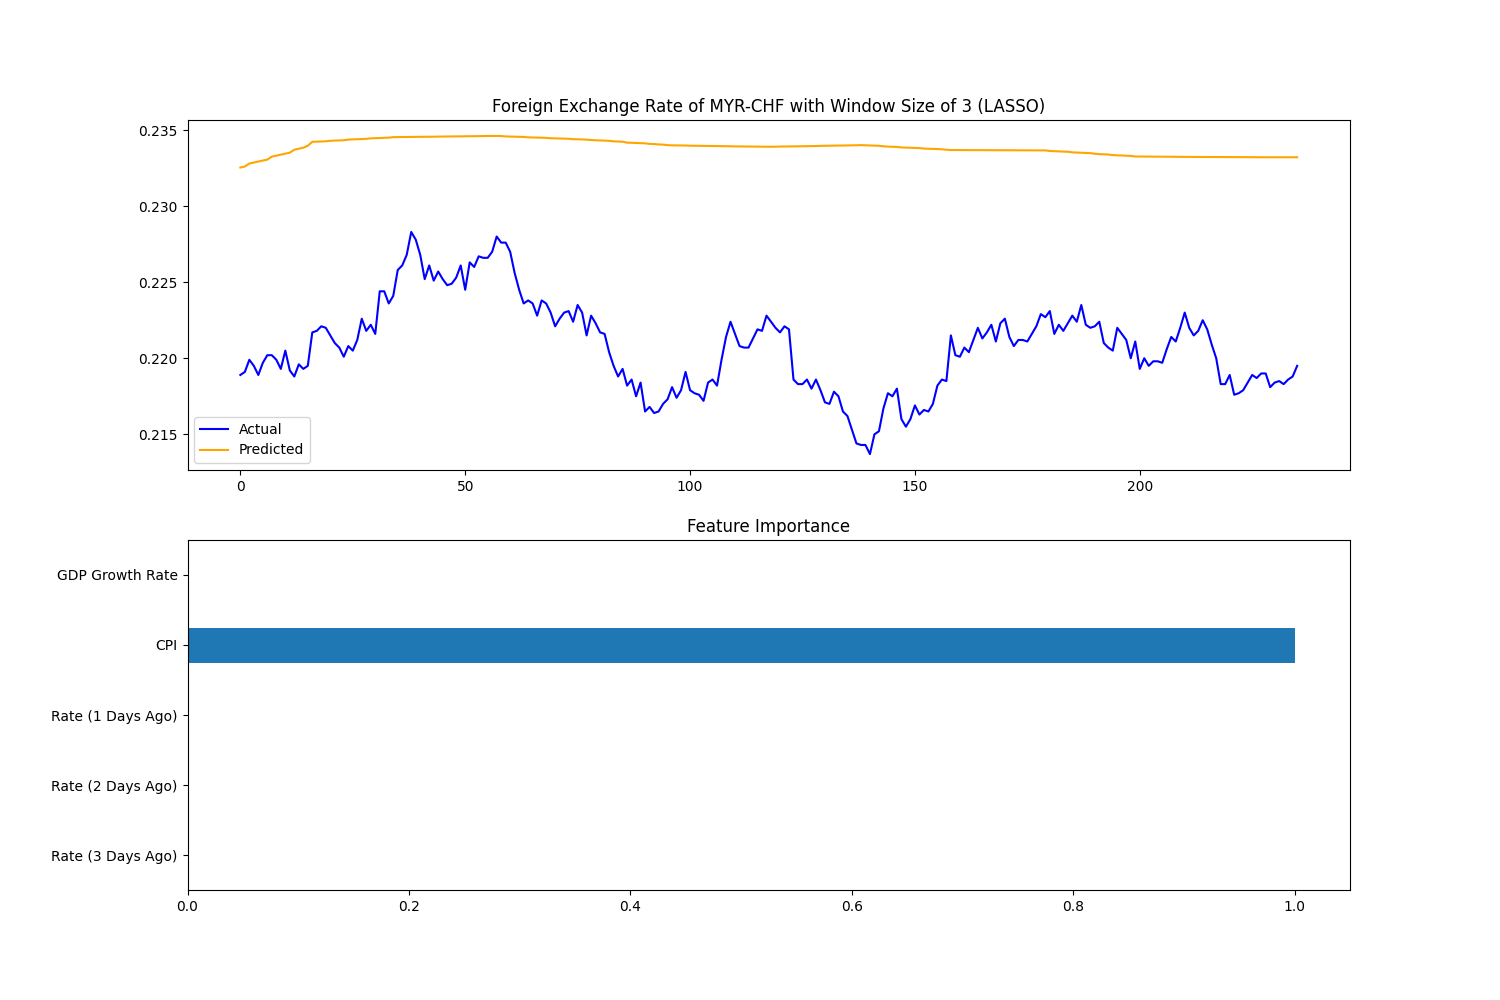 Foreign Exchange Rate of MYR-CHF with Window Size of 3 (LASSO)
0.235
0.230
0.225
0.220
0.215
Actual
Predicted
0 50 100 150 200
Feature Importance
GDP Growth Rate
CPI
Rate (1 Days Ago)
Rate (2 Days Ago)
Rate (3 Days Ago)
0.0 0.2 0.4 0.6 0.8 1.0